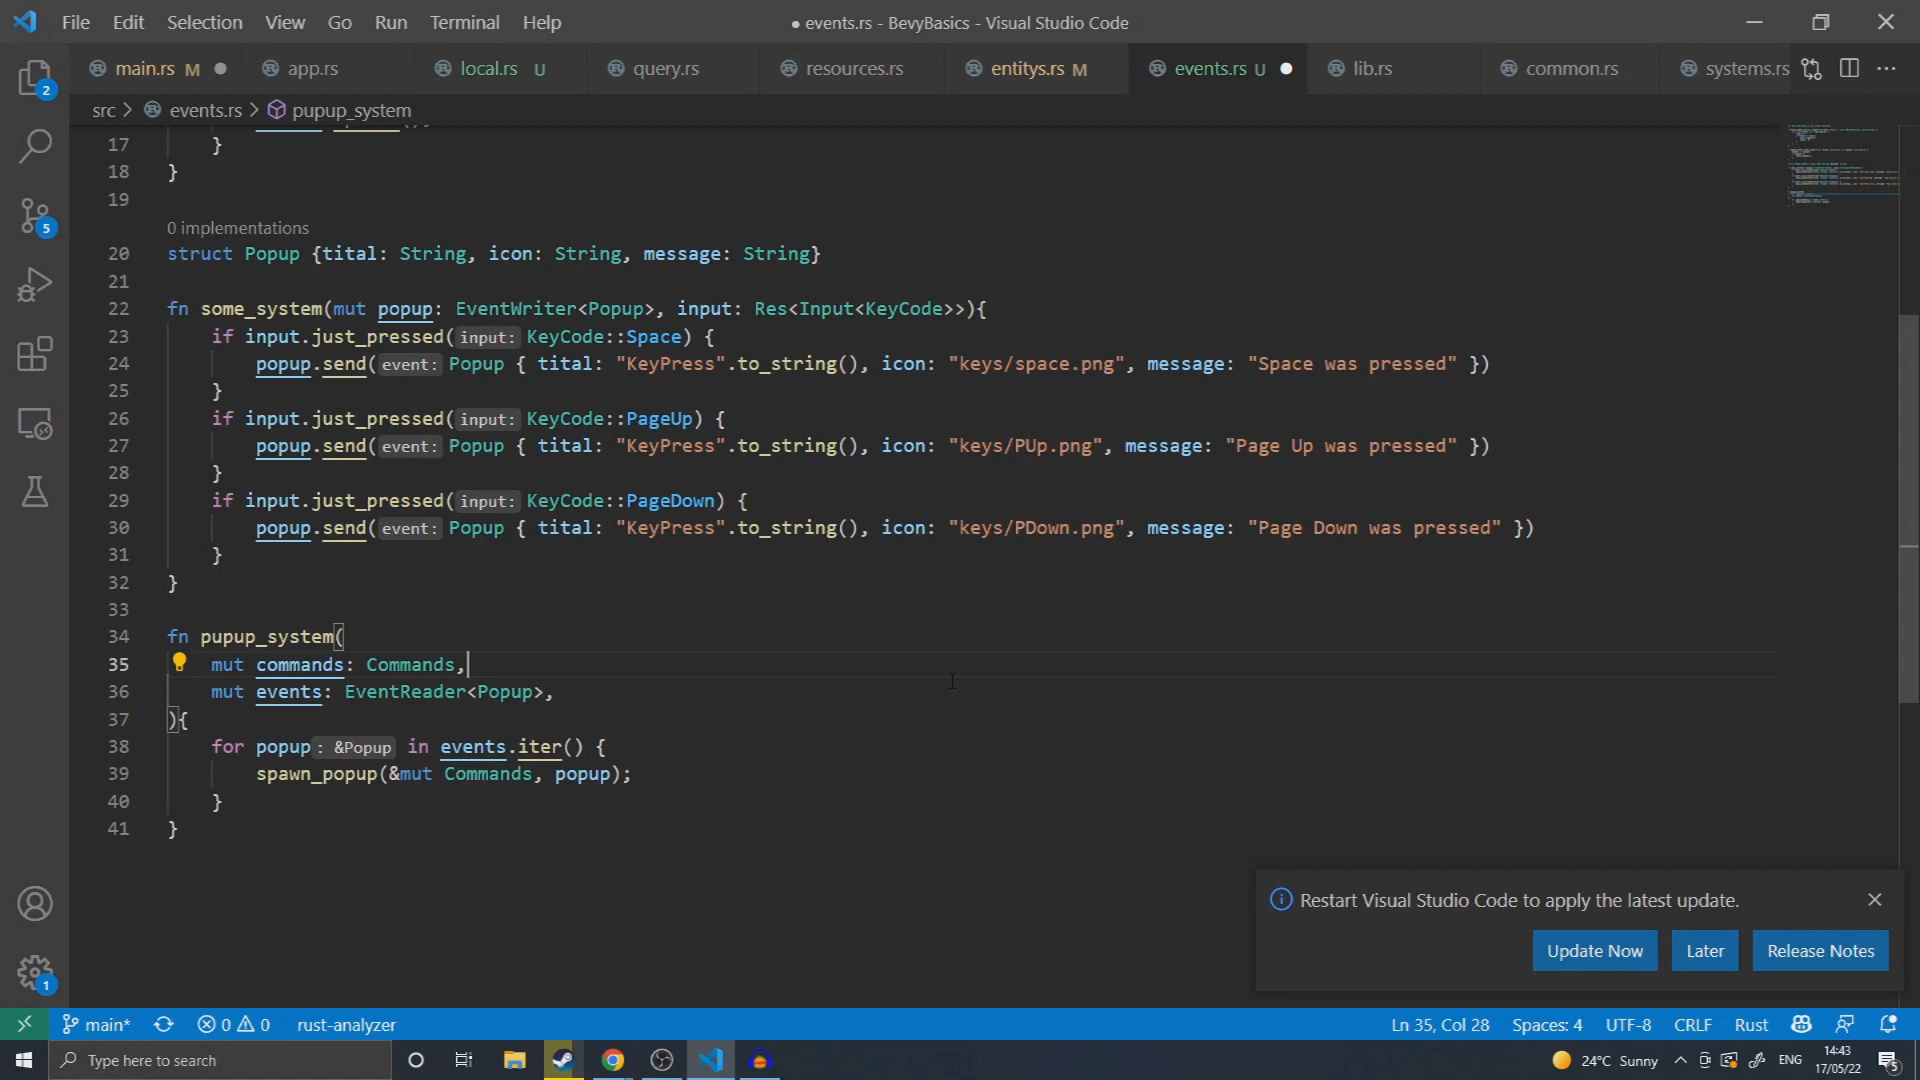 File Edit Selection View Go Run Terminal Help
● events.rs - BevyBasics - Visual Studio Code
main.rs M
app.rs
local.rs U
query.rs
resources.rs
entitys.rs M
events.rs U
lib.rs
common.rs
systems.rs
src > events.rs > pupup_system
17 }
18 }
19
0 implementations
20 struct Popup {tital: String, icon: String, message: String}
21
22 fn some_system(mut popup: EventWriter<Popup>, input: Res<Input<KeyCode>>){
23 if input.just_pressed(input: KeyCode::Space) {
24 popup.send(event: Popup { tital: "KeyPress".to_string(), icon: "keys/space.png", message: "Space was pressed" })
25 }
26 if input.just_pressed(input: KeyCode::PageUp) {
27 popup.send(event: Popup { tital: "KeyPress".to_string(), icon: "keys/PUp.png", message: "Page Up was pressed" })
28 }
29 if input.just_pressed(input: KeyCode::PageDown) {
30 popup.send(event: Popup { tital: "KeyPress".to_string(), icon: "keys/PDown.png", message: "Page Down was pressed" })
31 }
32 }
33
34 fn pupup_system(
35 mut commands: Commands,
36 mut events: EventReader<Popup>,
37 ){
38 for popup: &Popup in events.iter() {
39 spawn_popup(&mut Commands, popup);
40 }
41 }
2
5
1
Restart Visual Studio Code to apply the latest update.
Update Now Later Release Notes
main* 0 0 rust-analyzer
Ln 35, Col 28 Spaces: 4 UTF-8 CRLF Rust
Type here to search
24°C Sunny ENG
14:43
17/05/22
5